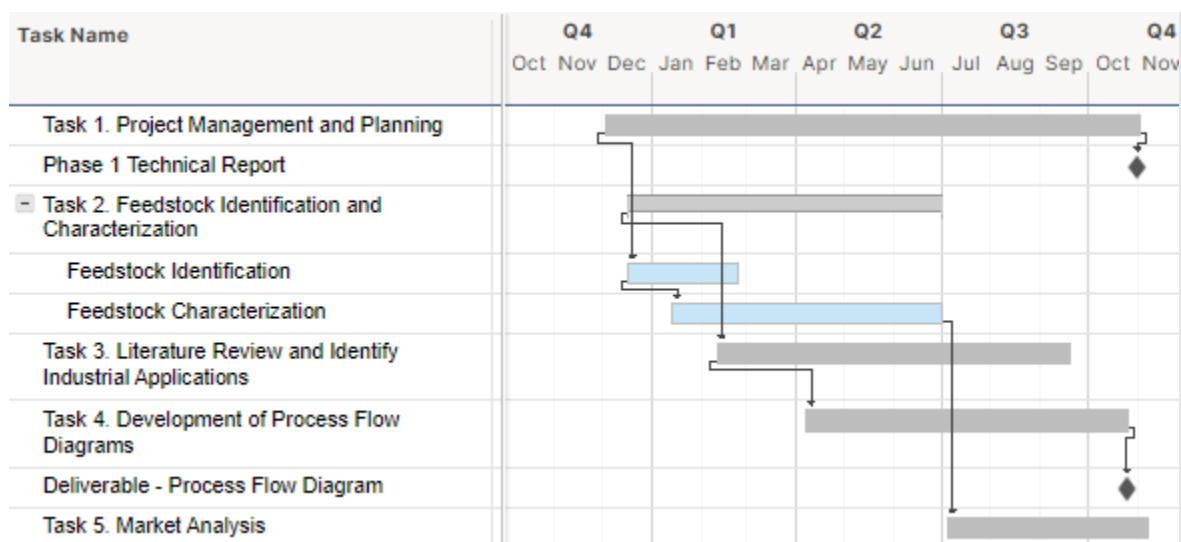 Task Name
Q4 Q1 Q2 Q3 Q4
Oct Nov Dec Jan Feb Mar Apr May Jun Jul Aug Sep Oct Nov
Task 1. Project Management and Planning
Phase 1 Technical Report
Task 2. Feedstock Identification and
Characterization
Feedstock Identification
Feedstock Characterization
Task 3. Literature Review and Identify
Industrial Applications
Task 4. Development of Process Flow
Diagrams
Deliverable - Process Flow Diagram
Task 5. Market Analysis